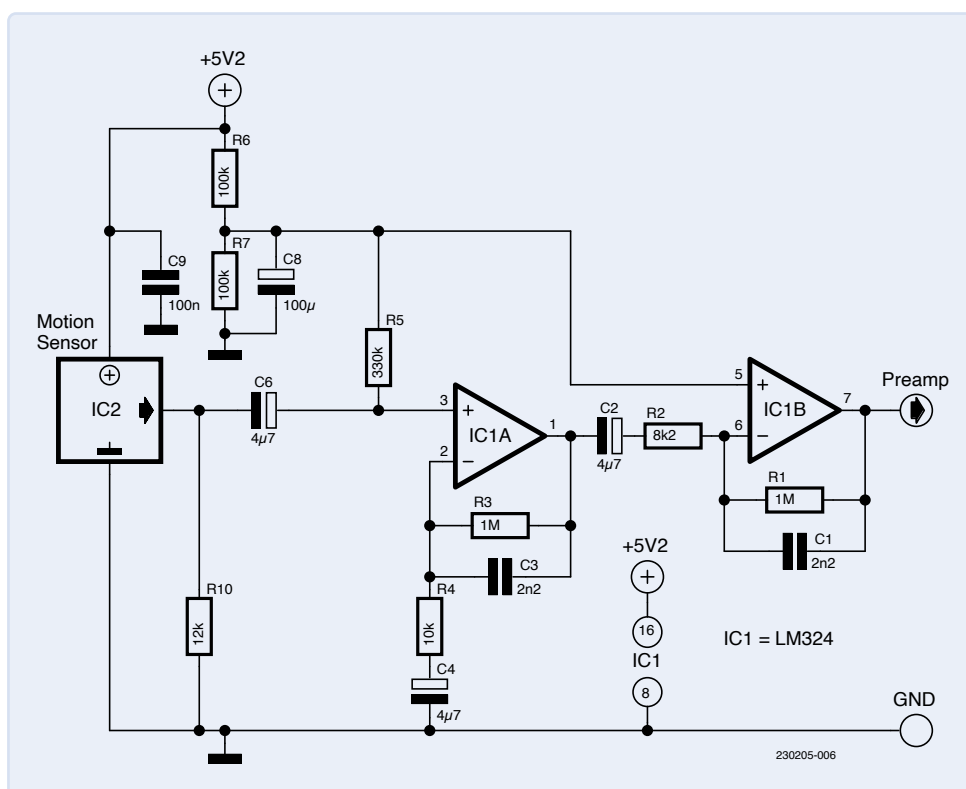 +5V2
R6
100k
R7
100k
C8
100µ
C9
100n
Motion
Sensor
IC2
R5
330k
C6
4µ7
3
2
1
IC1A
C2
4µ7
R2
8k2
5
6
7
IC1B
Preamp
R3
1M
C3
2n2
R1
1M
C1
2n2
R10
12k
R4
10k
C4
4µ7
+5V2
16
IC1
8
IC1 = LM324
GND
230205-006